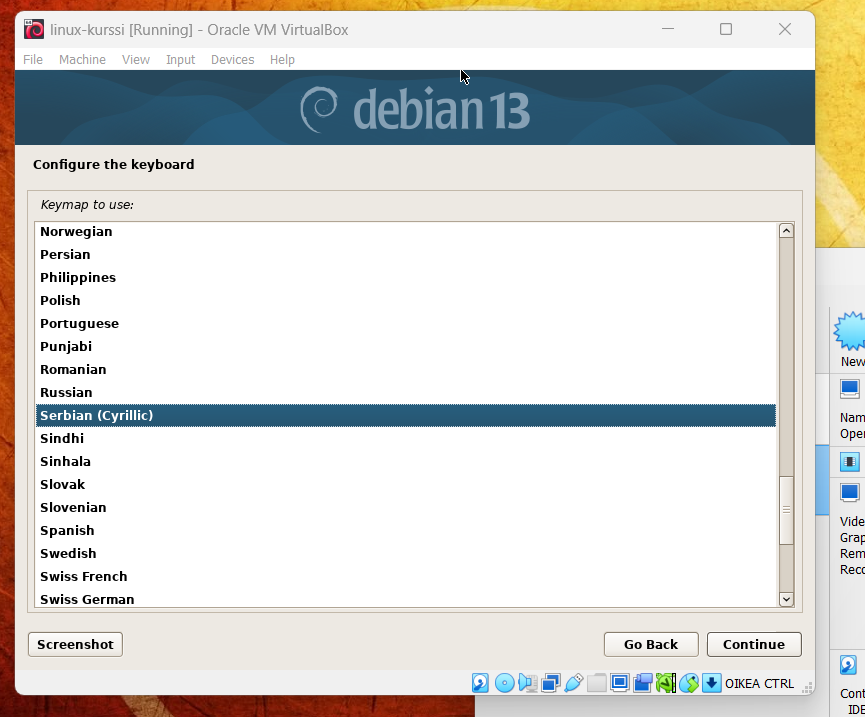 linux-kurssi [Running] - Oracle VM VirtualBox
File Machine View Input Devices Help
debian 13
Configure the keyboard
Keymap to use:
Norwegian
Persian
Philippines
Polish
Portuguese
Punjabi
Romanian
Russian
Serbian (Cyrillic)
Sindhi
Sinhala
Slovak
Slovenian
Spanish
Swedish
Swiss French
Swiss German
Screenshot Go Back Continue
OIKEA CTRL
New
Nam
Oper
Vide
Grap
Rem
Reco
Cont
IDE